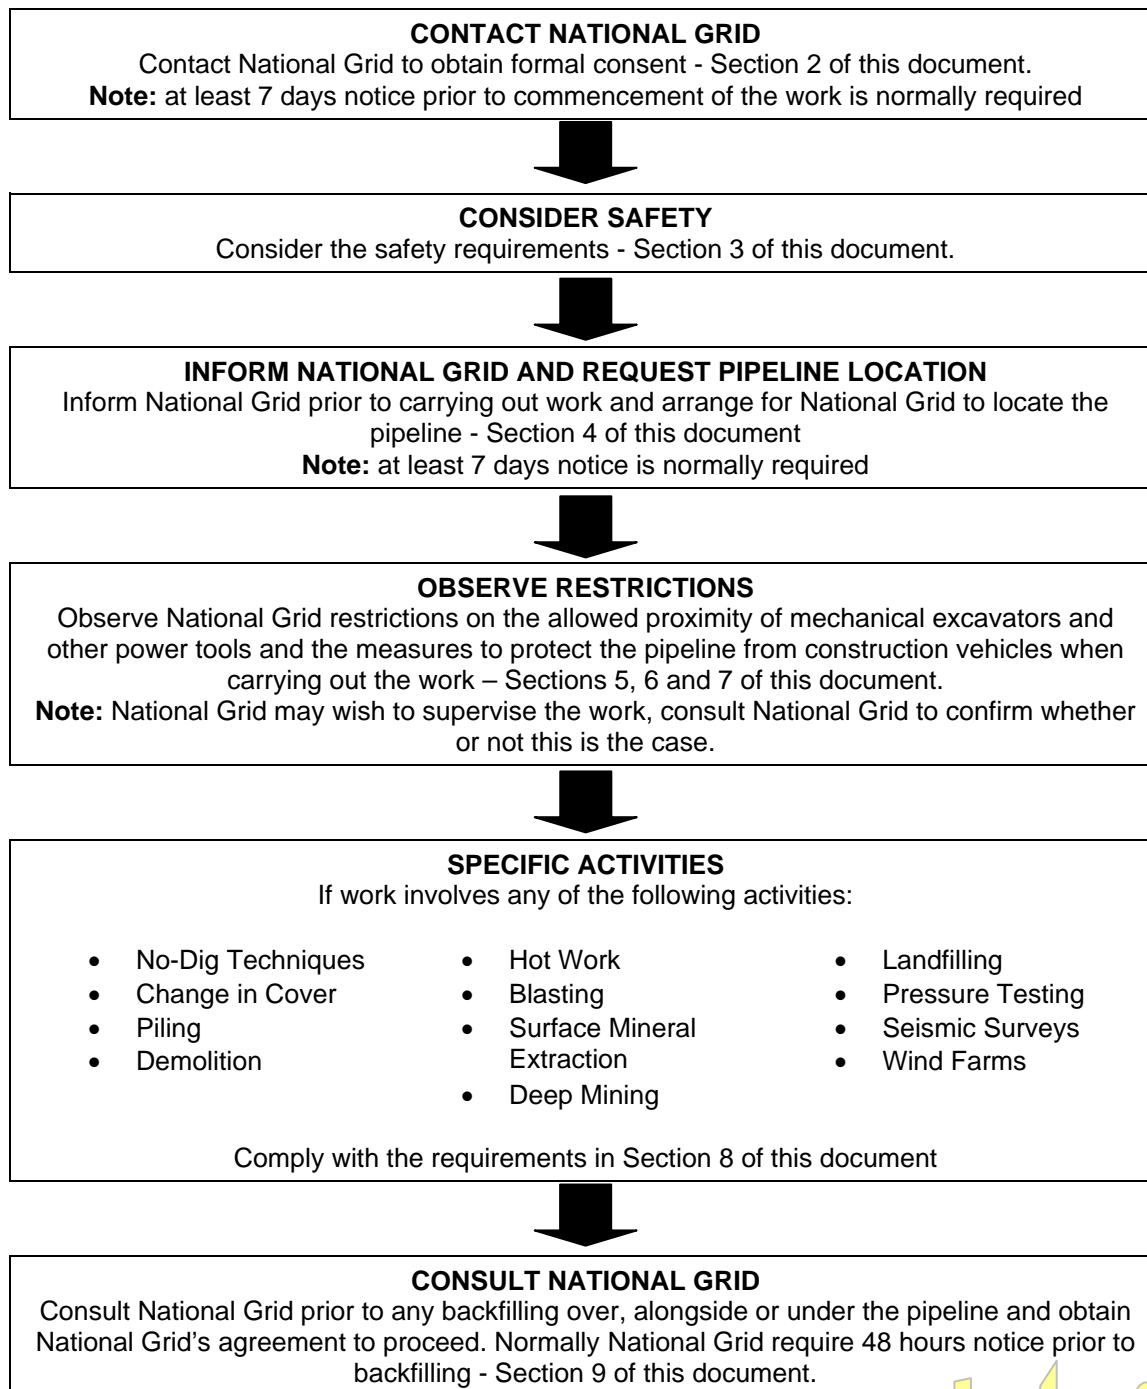 CONTACT NATIONAL GRID
Contact National Grid to obtain formal consent - Section 2 of this document.
Note: at least 7 days notice prior to commencement of the work is normally required
CONSIDER SAFETY
Consider the safety requirements - Section 3 of this document.
INFORM NATIONAL GRID AND REQUEST PIPELINE LOCATION
Inform National Grid prior to carrying out work and arrange for National Grid to locate the
pipeline - Section 4 of this document
Note: at least 7 days notice is normally required
OBSERVE RESTRICTIONS
Observe National Grid restrictions on the allowed proximity of mechanical excavators and
other power tools and the measures to protect the pipeline from construction vehicles when
carrying out the work – Sections 5, 6 and 7 of this document.
Note: National Grid may wish to supervise the work, consult National Grid to confirm whether
or not this is the case.
SPECIFIC ACTIVITIES
If work involves any of the following activities:
• No-Dig Techniques
• Change in Cover
• Piling
• Demolition
• Hot Work
• Blasting
• Surface Mineral
Extraction
• Deep Mining
• Landfilling
• Pressure Testing
• Seismic Surveys
• Wind Farms
Comply with the requirements in Section 8 of this document
CONSULT NATIONAL GRID
Consult National Grid prior to any backfilling over, alongside or under the pipeline and obtain
National Grid's agreement to proceed. Normally National Grid require 48 hours notice prior to
backfilling - Section 9 of this document.